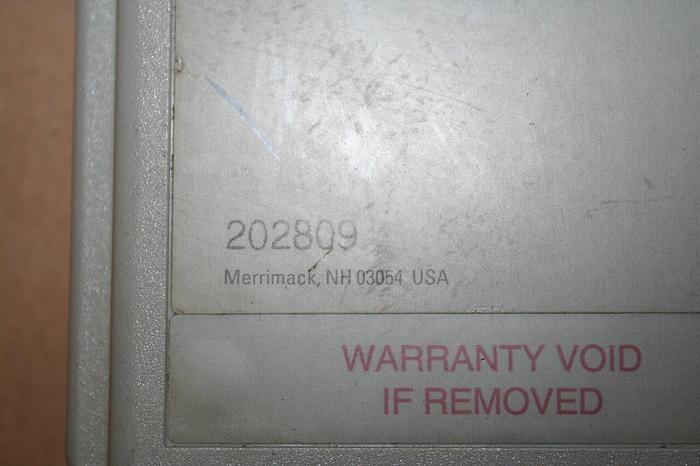 202809
Merrimack, NH 03054 USA
WARRANTY VOID
IF REMOVED